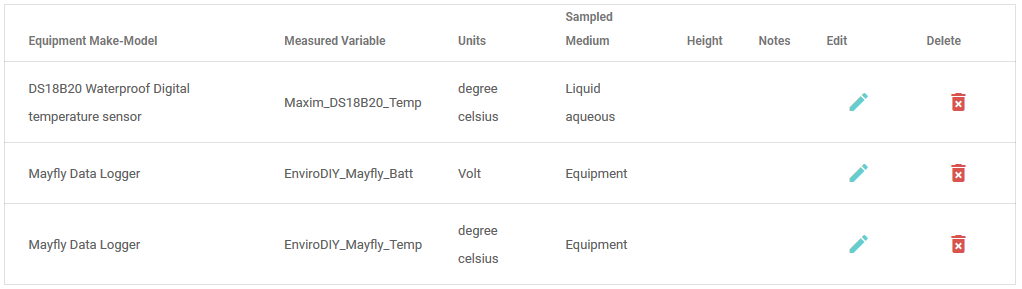 Equipment Make-Model Measured Variable Units Sampled Medium Height Notes Edit Delete
DS18B20 Waterproof Digital temperature sensor Maxim_DS18B20_Temp degree celsius Liquid aqueous
Mayfly Data Logger EnviroDIY_Mayfly_Batt Volt Equipment
Mayfly Data Logger EnviroDIY_Mayfly_Temp degree celsius Equipment